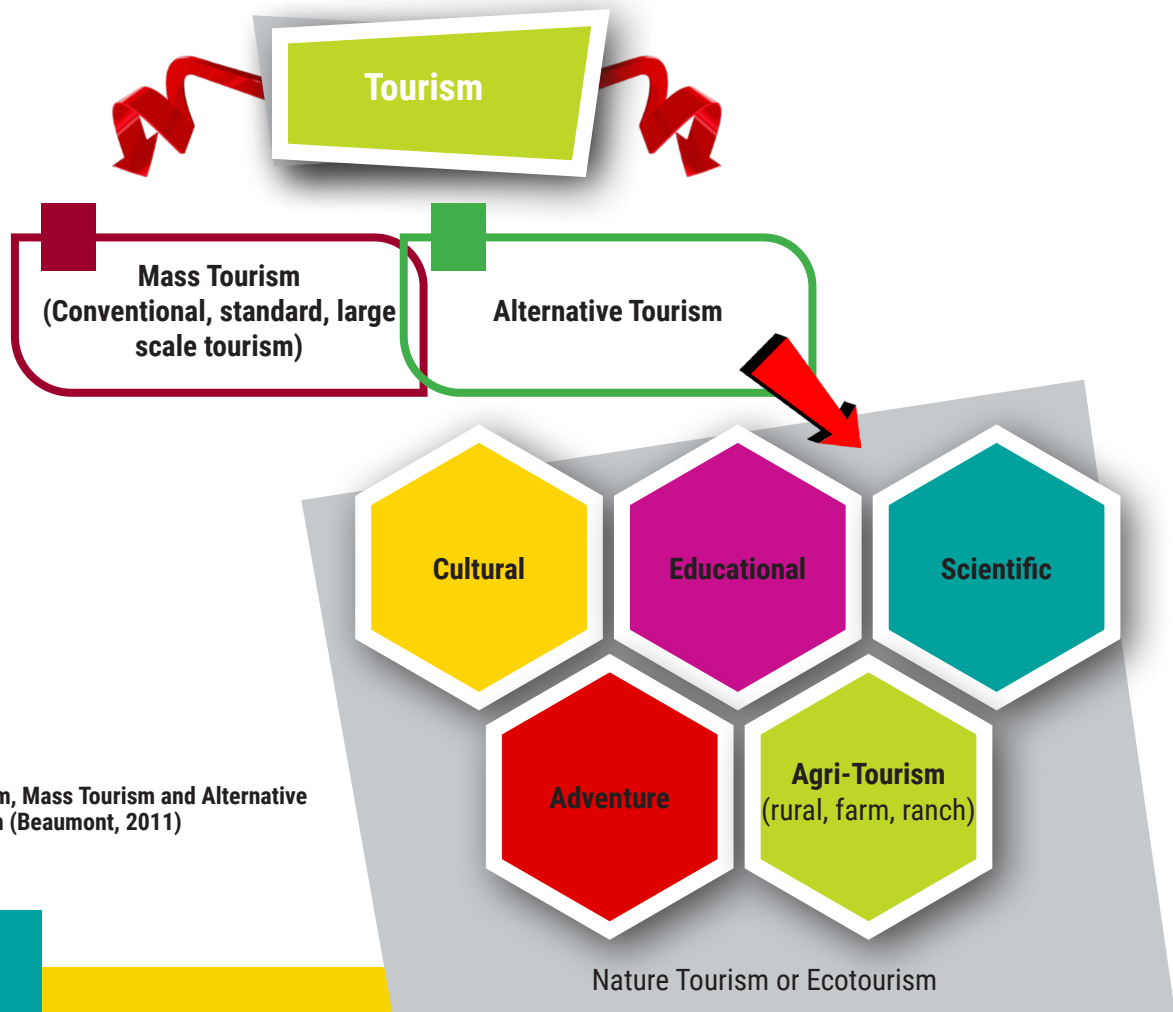 Tourism
Mass Tourism
(Conventional, standard, large
scale tourism)
Alternative Tourism
Cultural
Educational
Scientific
Adventure
Agri-Tourism
(rural, farm, ranch)
, Mass Tourism and Alternative
(Beaumont, 2011)
Nature Tourism or Ecotourism